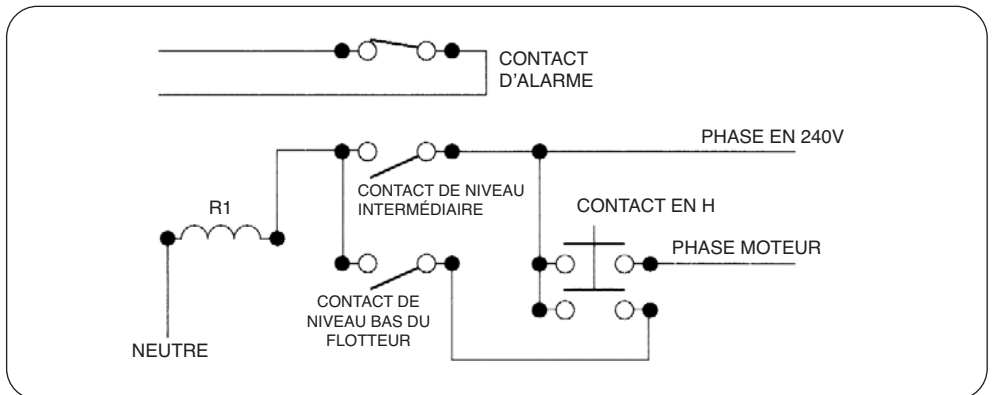 CONTACT
D'ALARME
PHASE EN 240V
CONTACT DE NIVEAU
INTERMÉDIAIRE
R1
CONTACT EN H
PHASE MOTEUR
CONTACT DE
NIVEAU BAS DU
FLOTTEUR
NEUTRE